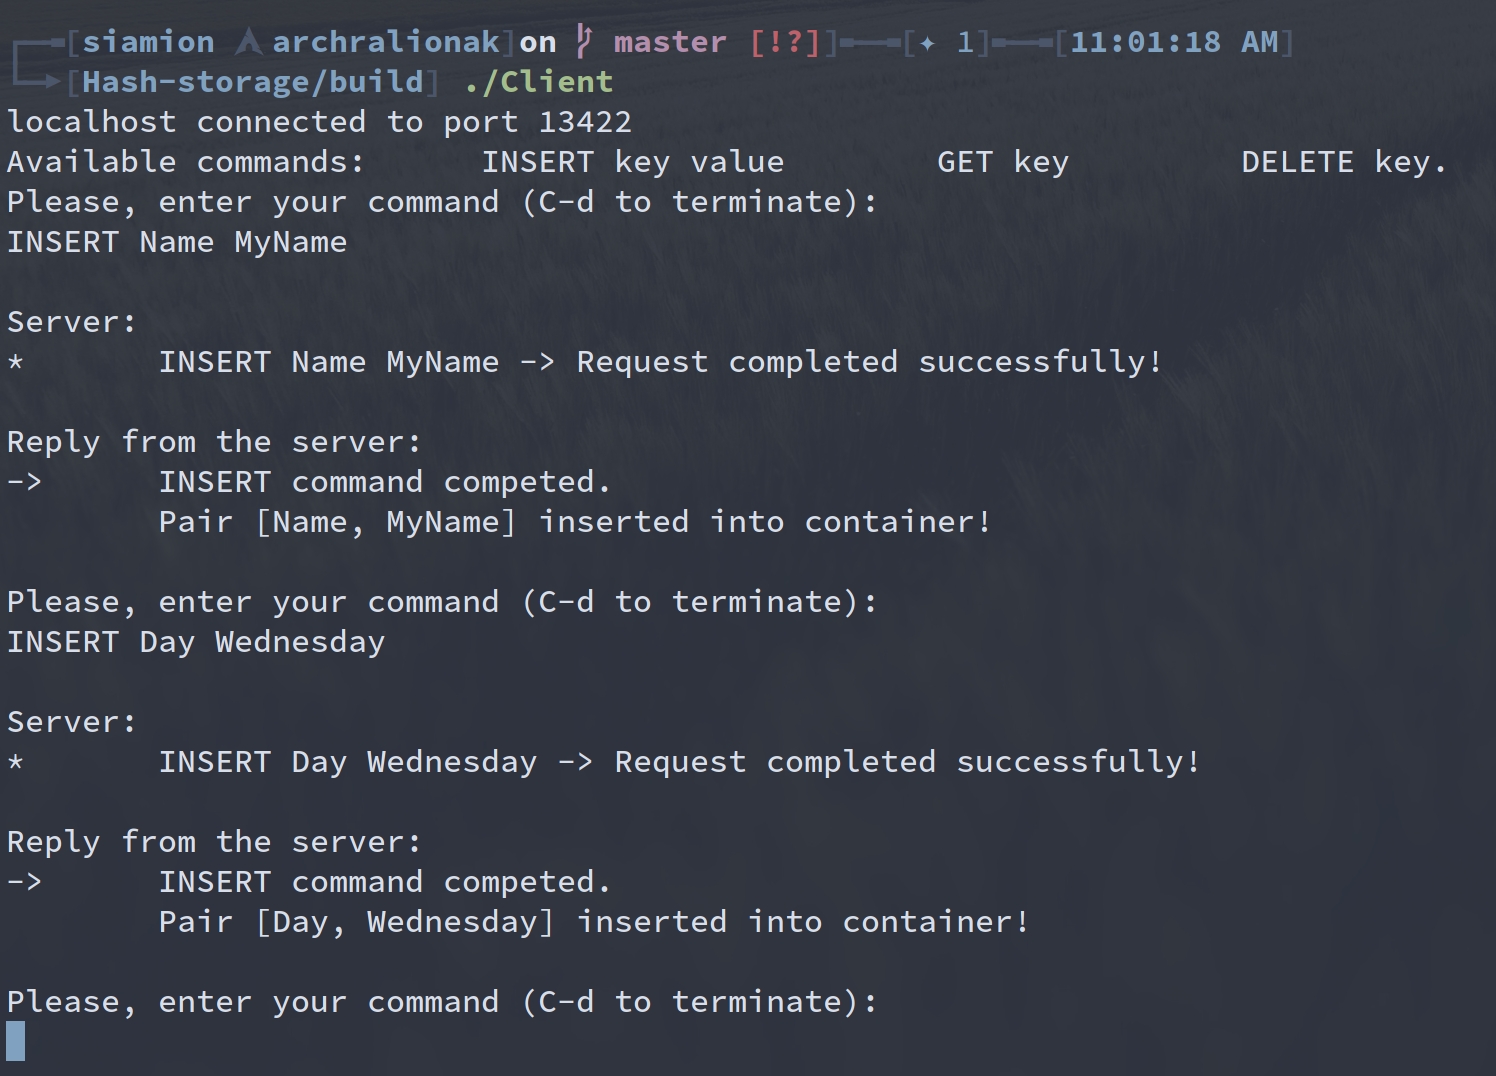 [siamion archralionak]on master [!?]][✦ 1][11:01:18 AM]
[Hash-storage/build] ./Client
localhost connected to port 13422
Available commands: INSERT key value GET key DELETE key.
Please, enter your command (C-d to terminate):
INSERT Name MyName
Server:
* INSERT Name MyName -> Request completed successfully!
Reply from the server:
-> INSERT command competed.
Pair [Name, MyName] inserted into container!
Please, enter your command (C-d to terminate):
INSERT Day Wednesday
Server:
* INSERT Day Wednesday -> Request completed successfully!
Reply from the server:
-> INSERT command competed.
Pair [Day, Wednesday] inserted into container!
Please, enter your command (C-d to terminate):